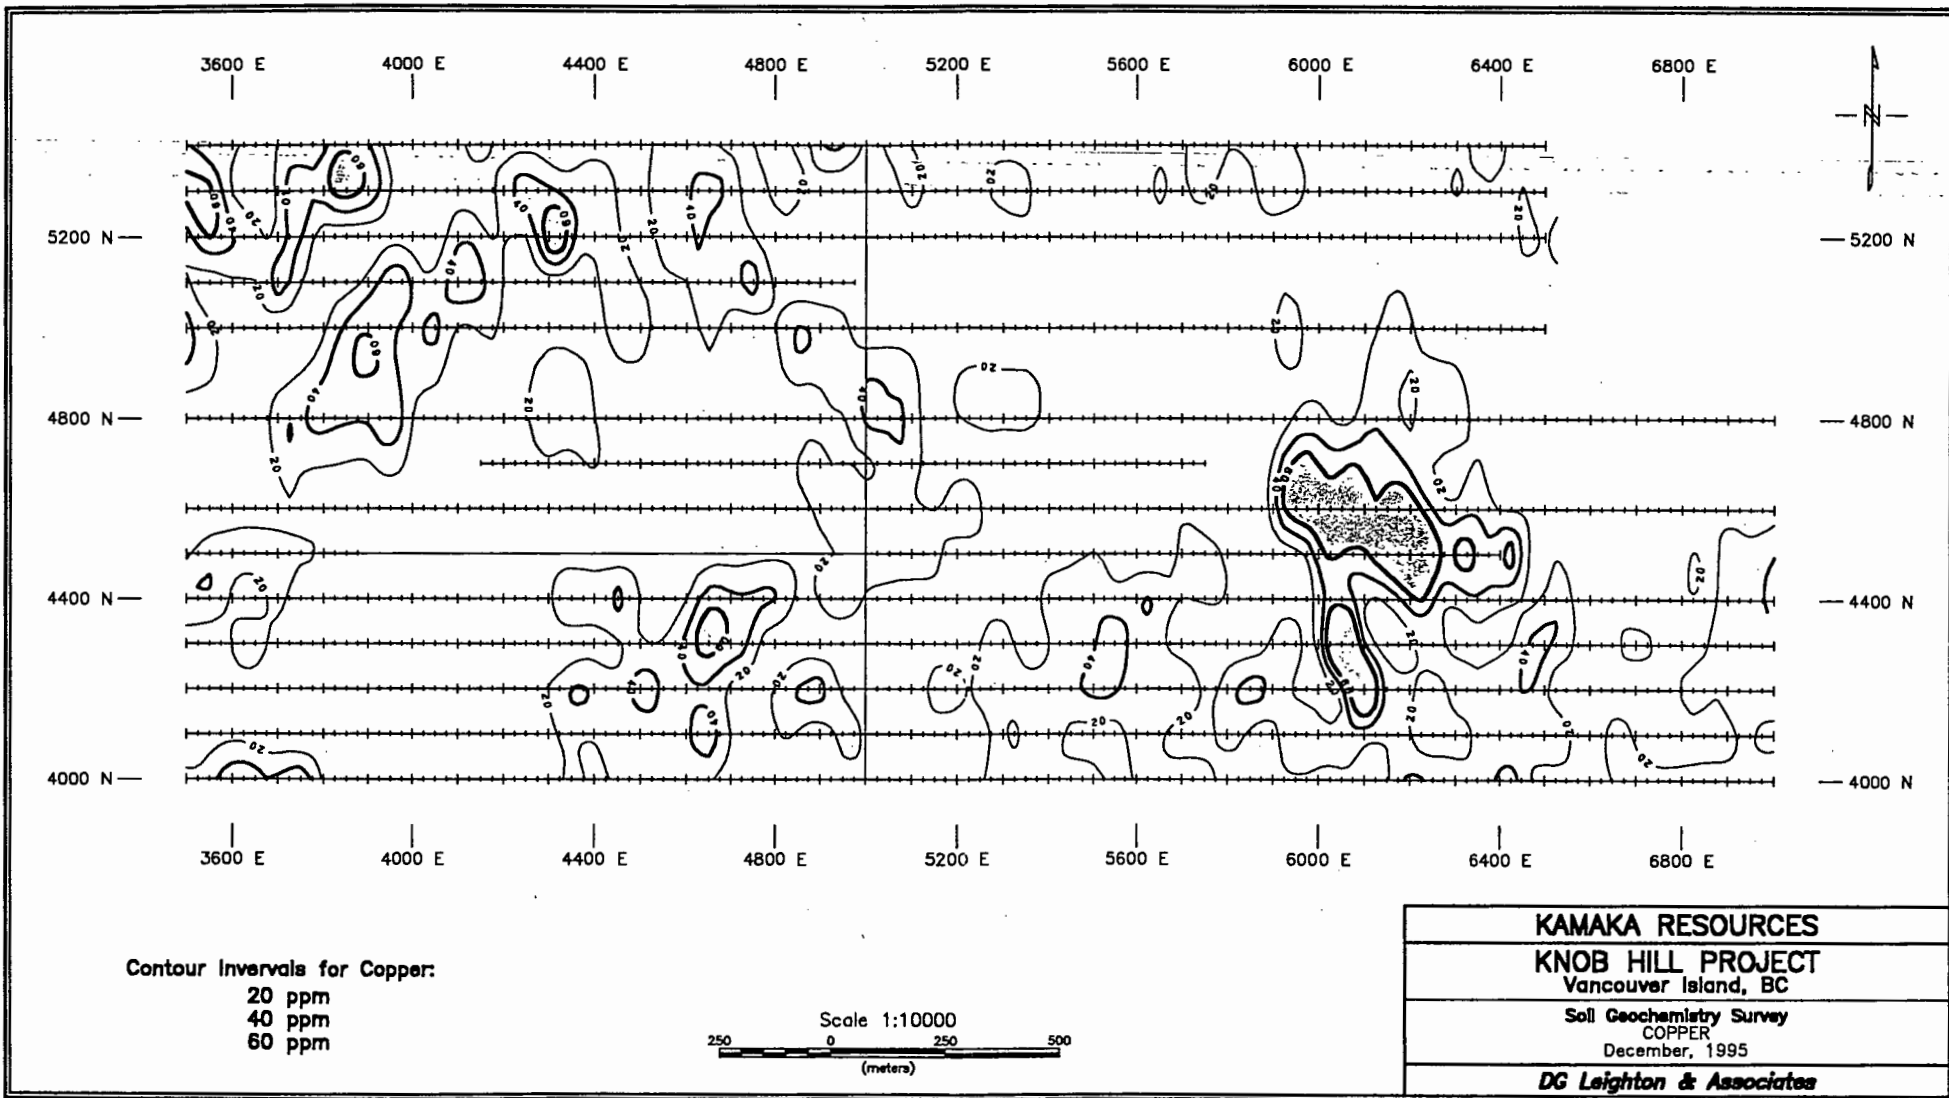 3600 E 4000 E 4400 E 4800 E 5200 E 5600 E 6000 E 6400 E 6800 E
N
5200 N 5200 N
4800 N 4800 N
4400 N 4400 N
4000 N 4000 N
3600 E 4000 E 4400 E 4800 E 5200 E 5600 E 6000 E 6400 E 6800 E
Contour Invervals for Copper:
20 ppm
40 ppm
60 ppm
Scale 1:10000
250 0 250 500
(meters)
KAMAKA RESOURCES
KNOB HILL PROJECT
Vancouver Island, BC
Soil Geochemistry Survey
COPPER
December, 1995
DG Leighton & Associates